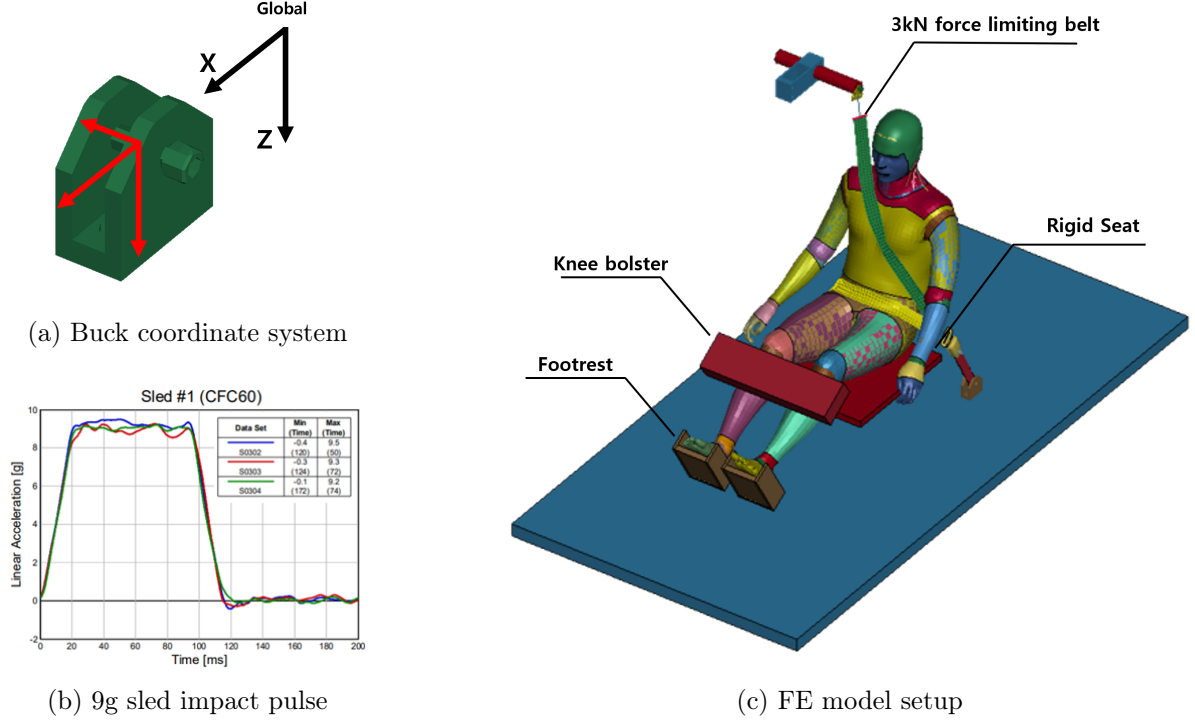 Global
X
Z
(a) Buck coordinate system
Sled #1 (CFC60)
Linear Acceleration [g]
10
8
6
4
2
0
-2
0 20 40 60 80 100 120 140 160 180 200
Time [ms]
Data Set Min (Time) Max (Time)
S0302 -0.4 (120) 9.5 (50)
S0303 -0.3 (124) 9.3 (72)
S0304 -0.1 (172) 9.2 (74)
(b) 9g sled impact pulse
3kN force limiting belt
Rigid Seat
Knee bolster
Footrest
(c) FE model setup